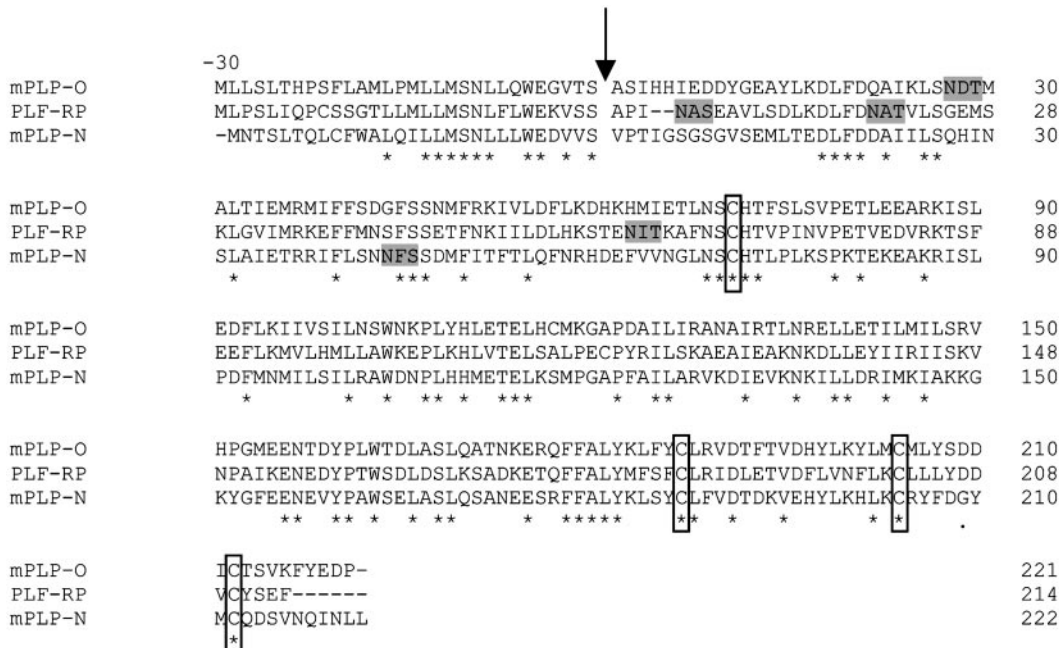 -30
mPLP-O MLLSLTHPSFLAMLPMLLMSNLLQWEGVTS ASIHHIEDDYGEAYLKDLFDQAIKLSNDTM 30
PLF-RP MLPSLIQPCSSGTLLMLLMSNLFLWEKVSS API--NASEAVLSDLKDLFDNATVLSGEMS 28
mPLP-N -MNTSLTQLCFWALQILLMSNLLLWEDVVS VPTIGSGSGVSEMLTEDLFDDAIILSQHIN 30
* ***** ** * * **** * **
mPLP-O ALTIEMRMIFFSDGFSSNMFRKIVLDFLKDHKHMIETLNSCHTFSLSVPETLEEARKISL 90
PLF-RP KLGVIMRKEFFMNSFSSETFNKIILDLHKSTENITKAFNSCHTVPINVPETVEDVRKTSF 88
mPLP-N SLAIETRRIFLSNNFSSDMFITFTLQFNRHDEFVVNGLNSCHTLPLKSPKTEKEAKRISL 90
* * *** * * ***** * * *
mPLP-O EDFLKIIVSILNSWNKPLYHLETELHCMKGAPDAILIRANAIRTLNRELLETILMILSRV 150
PLF-RP EEFLKMVLHMLLAWKEPLKHLVTELSALPECPYRILSKAEAIEAKNKDLLEYIIRIISKV 148
mPLP-N PDFMNMILSILRAWDNPLHHMETELKSMPGAPFAILARVKDIEVKNKILLDRIMKIAKKG 150
* * * ** * *** * ** * * ** * *
mPLP-O HPGMEENTDYPLWTDLASLQATNKERQFFALYKLFYCLRVDTFTVDHYLKYLMCMLYSDD 210
PLF-RP NPAIKENEDYPTWSDLDSLKSADKETQFFALYMFSFCLRIDLETVDFLVNFLKCLLLYDD 208
mPLP-N KYGFEENEVYPAWSELASLQSANEESRFFALYKLSYCLFVDTDKVEHYLKHLKCRYFDGY 210
** ** * * ** * ***** ** * * * * .
mPLP-O ICTSVKFYEDP- 221
PLF-RP VCYSEF------ 214
mPLP-N MCQDSVNQINLL 222
*